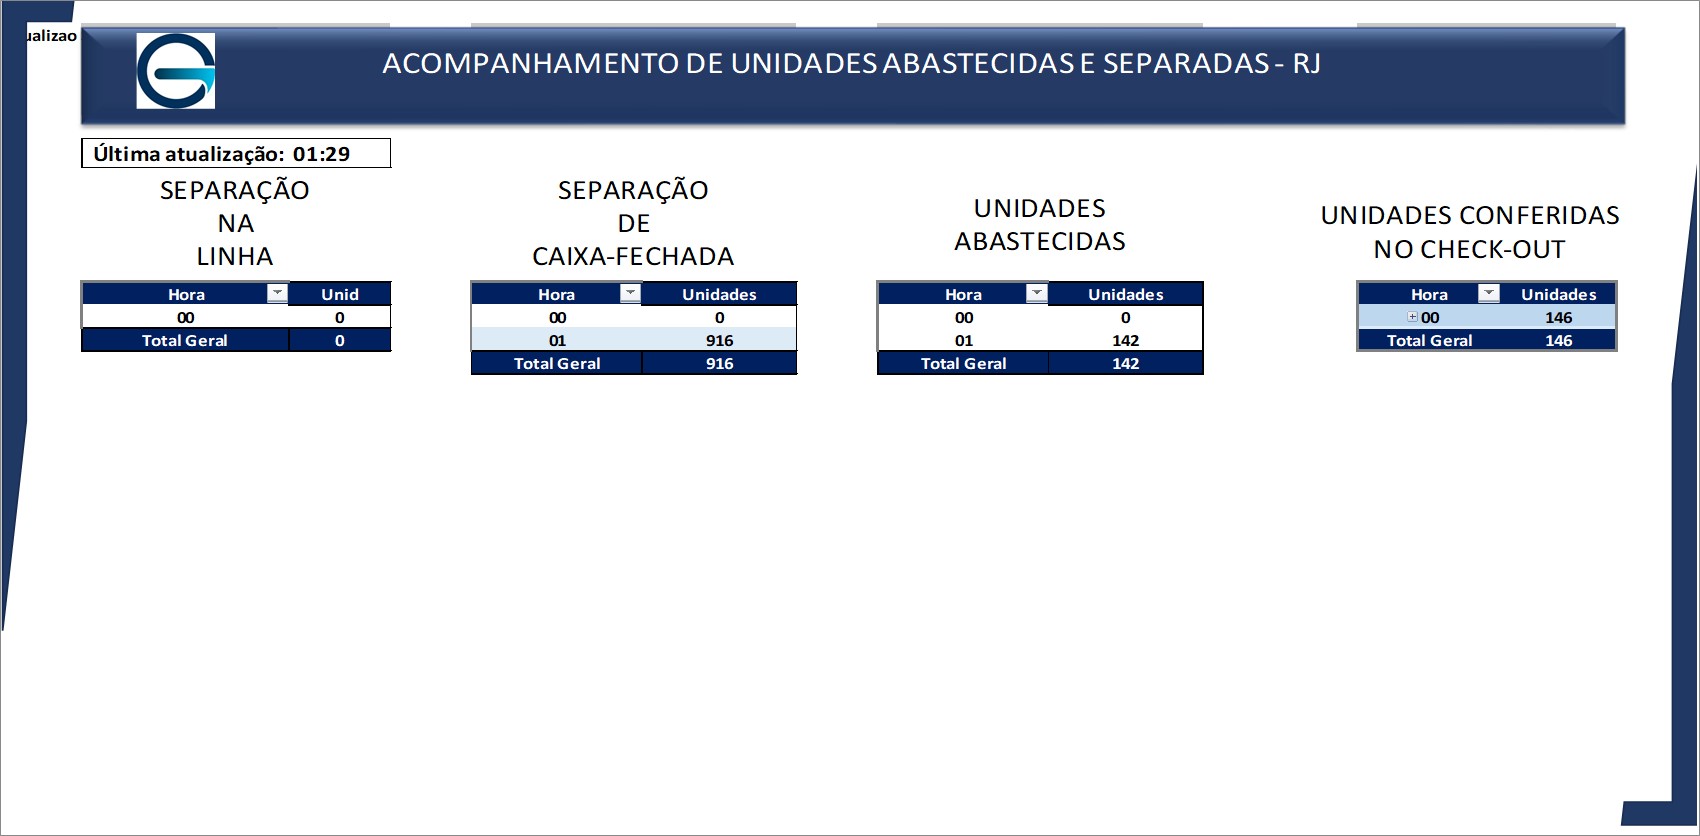 ualizao
ACOMPANHAMENTO DE UNIDADES ABASTECIDAS E SEPARADAS - RJ
Última atualização: 01:29
SEPARAÇÃO
NA
LINHA
Hora Unid
00 0
Total Geral 0
SEPARAÇÃO
DE
CAIXA-FECHADA
Hora Unidades
00 0
01 916
Total Geral 916
UNIDADES
ABASTECIDAS
Hora Unidades
00 0
01 142
Total Geral 142
UNIDADES CONFERIDAS
NO CHECK-OUT
Hora Unidades
00 146
Total Geral 146